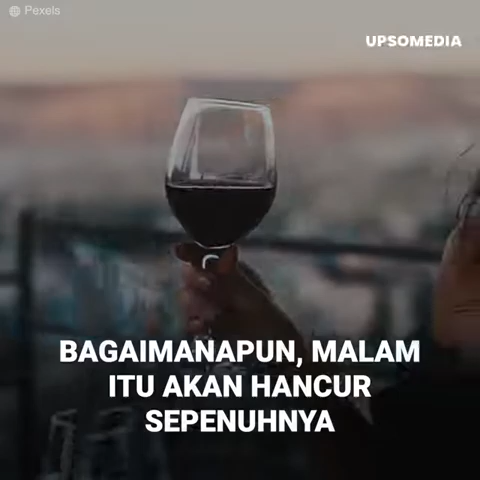 Pexels
UPSOMEDIA
BAGAIMANAPUN, MALAM
ITU AKAN HANCUR
SEPENUHNYA